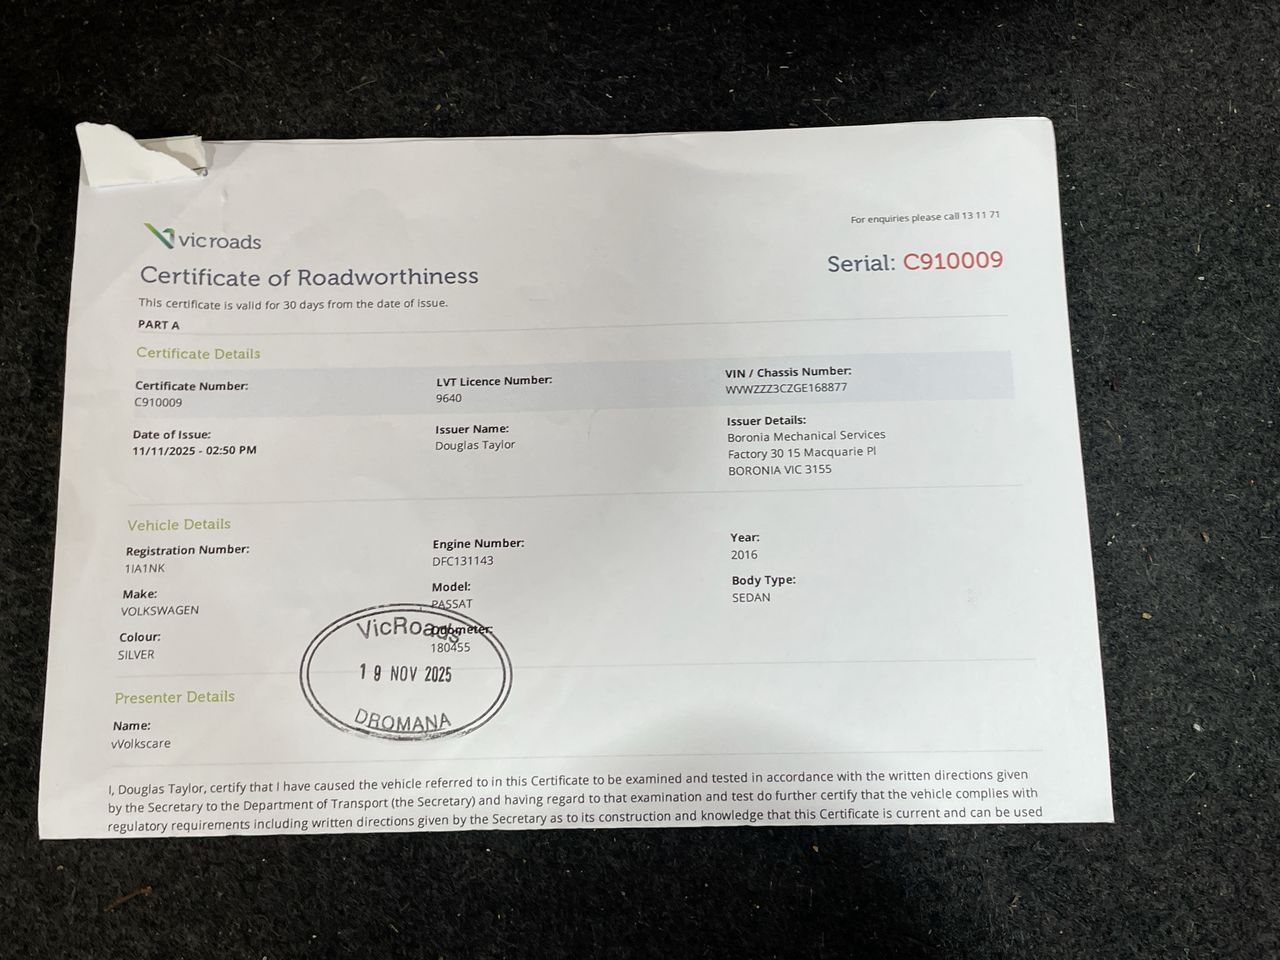 For enquiries please call 13 11 71
vic roads
Serial: C910009
Certificate of Roadworthiness
This certificate is valid for 30 days from the date of issue.
PART A
Certificate Details
Certificate Number:
C910009
LVT Licence Number:
9640
VIN / Chassis Number:
WVWZZZ3CZGE168877
Date of Issue:
11/11/2025 - 02:50 PM
Issuer Name:
Douglas Taylor
Issuer Details:
Boronia Mechanical Services
Factory 30 15 Macquarie Pl
BORONIA VIC 3155
Vehicle Details
Registration Number:
1IA1NK
Engine Number:
DFC131143
Year:
2016
Make:
VOLKSWAGEN
Model:
PASSAT
Body Type:
SEDAN
Colour:
SILVER
Odometer:
180455
VicRoads
19 NOV 2025
DROMANA
Presenter Details
Name:
vVolkscare
I, Douglas Taylor, certify that I have caused the vehicle referred to in this Certificate to be examined and tested in accordance with the written directions given
by the Secretary to the Department of Transport (the Secretary) and having regard to that examination and test do further certify that the vehicle complies with
regulatory requirements including written directions given by the Secretary as to its construction and knowledge that this Certificate is current and can be used